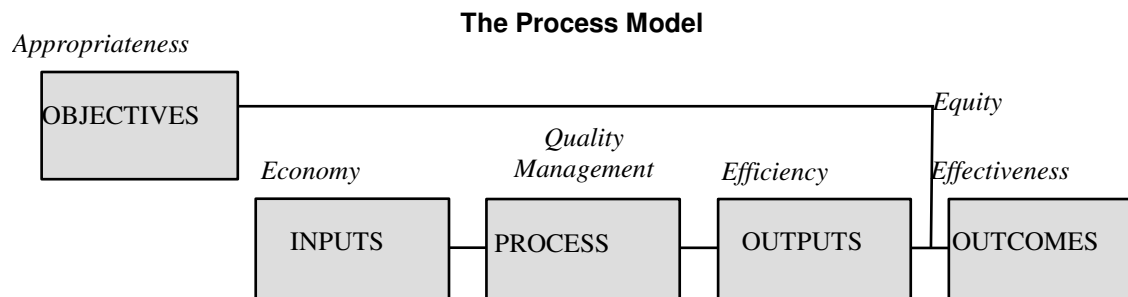 The Process Model
Appropriateness
OBJECTIVES
Equity
Quality
Management
Economy
Efficiency
Effectiveness
INPUTS
PROCESS
OUTPUTS
OUTCOMES